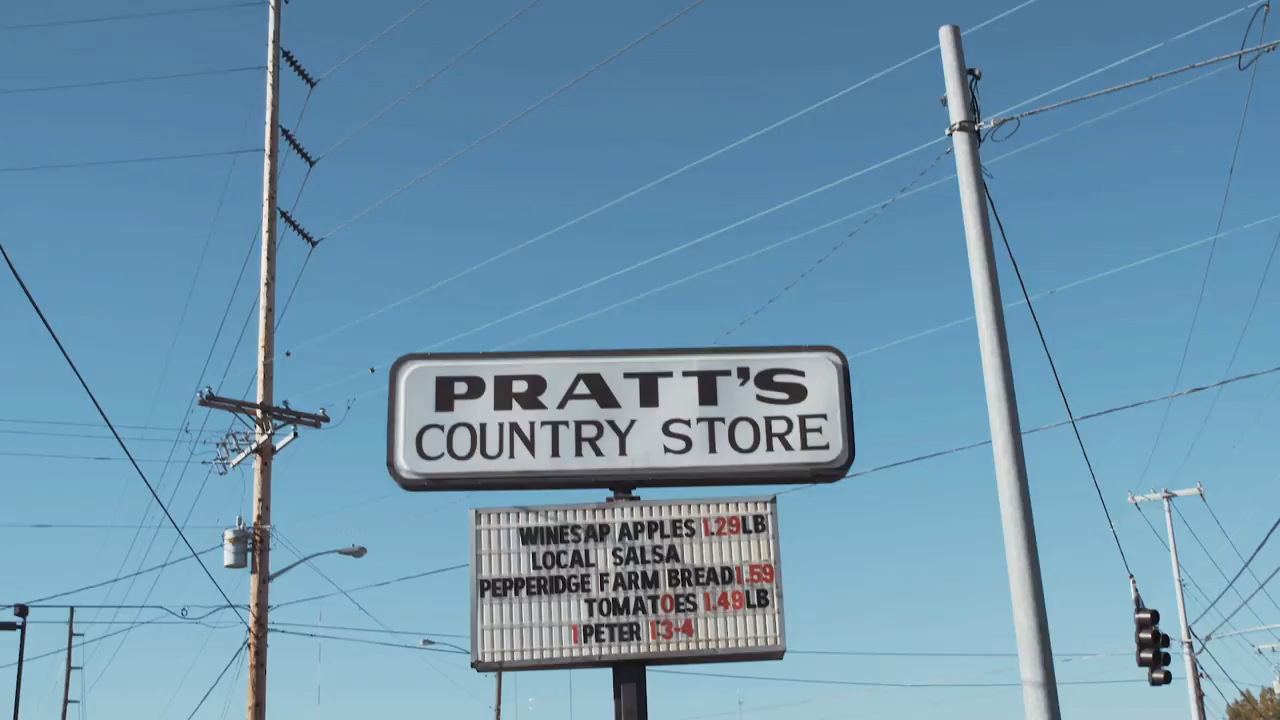 PRATT'S
COUNTRY STORE
WINESAP APPLES 1.29LB
LOCAL SALSA
PEPPERIDGE FARM BREAD 1.59
TOMATOES 1.49LB
1 PETER 1 3-4